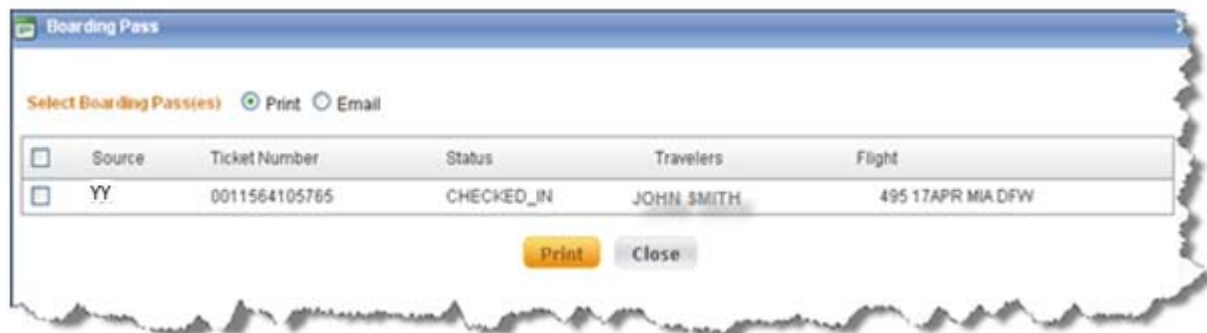 Boarding Pass
Select Boarding Pass(es) Print Email
Source Ticket Number Status Travelers Flight
YY 0011564105765 CHECKED_IN JOHN SMITH 495 17APR MIA DFW
Print Close